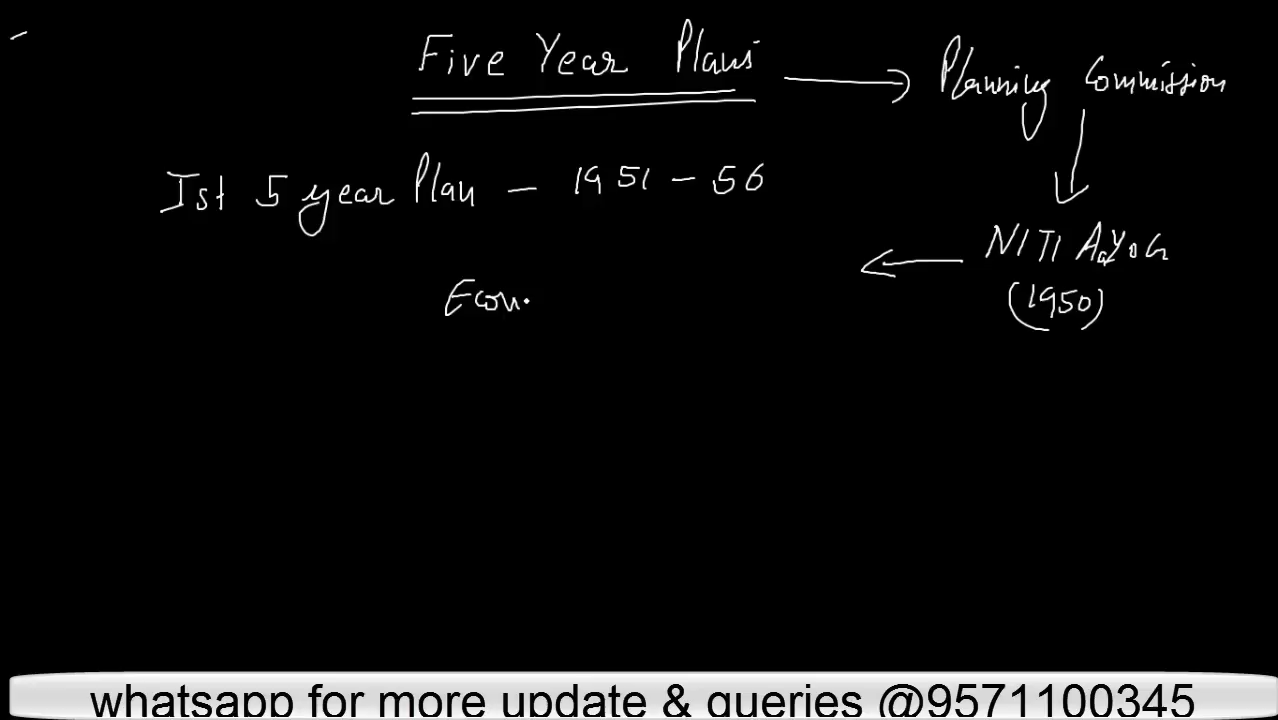 Five Year Plans → Planning Commission
Ist 5 year Plan - 1951 - 56
NITI AaYoG
(1950)
Econ.
whatsapp for more update & queries @9571100345